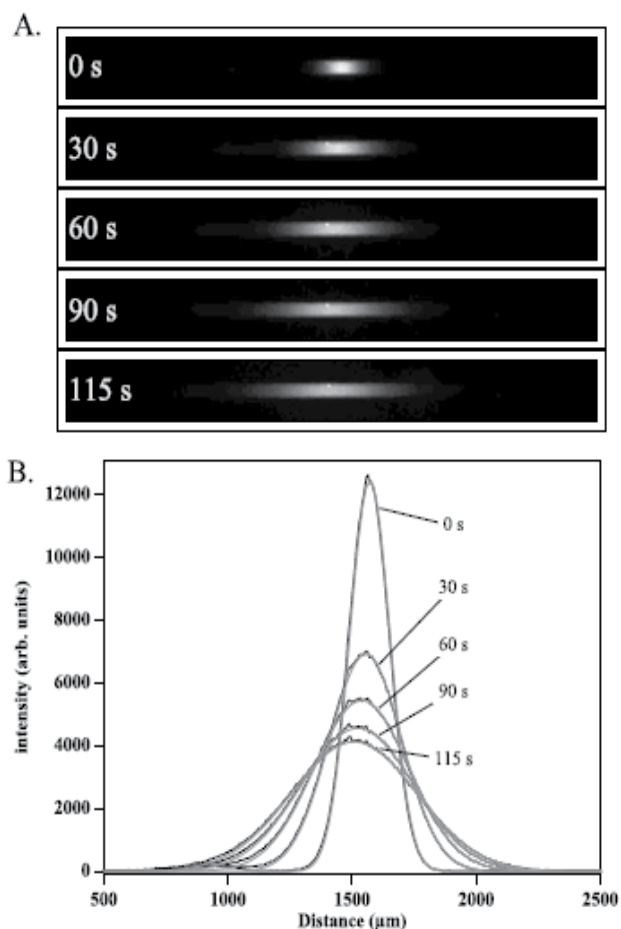 A.
0 s
30 s
60 s
90 s
115 s
B.
12000
10000
8000
6000
4000
2000
0
intensity (arb. units)
0 s
30 s
60 s
90 s
115 s
500 1000 1500 2000 2500
Distance (µm)